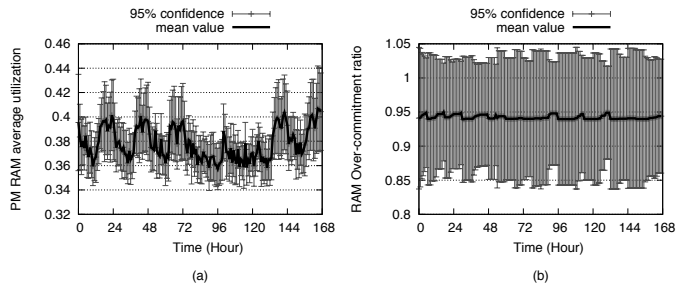 95% confidence
mean value
PM RAM average utilization
0.46
0.44
0.42
0.4
0.38
0.36
0.34
0.32
0 24 48 72 96 120 144 168
Time (Hour)
(a)
95% confidence
mean value
RAM Over-commitment ratio
1.05
1
0.95
0.9
0.85
0.8
0 24 48 72 96 120 144 168
Time (Hour)
(b)